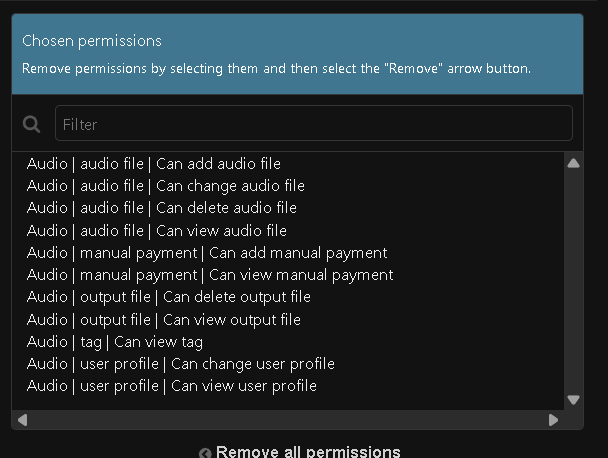 Chosen permissions
Remove permissions by selecting them and then select the "Remove" arrow button.
Filter
Audio | audio file | Can add audio file
Audio | audio file | Can change audio file
Audio | audio file | Can delete audio file
Audio | audio file | Can view audio file
Audio | manual payment | Can add manual payment
Audio | manual payment | Can view manual payment
Audio | output file | Can delete output file
Audio | output file | Can view output file
Audio | tag | Can view tag
Audio | user profile | Can change user profile
Audio | user profile | Can view user profile
Remove all permissions